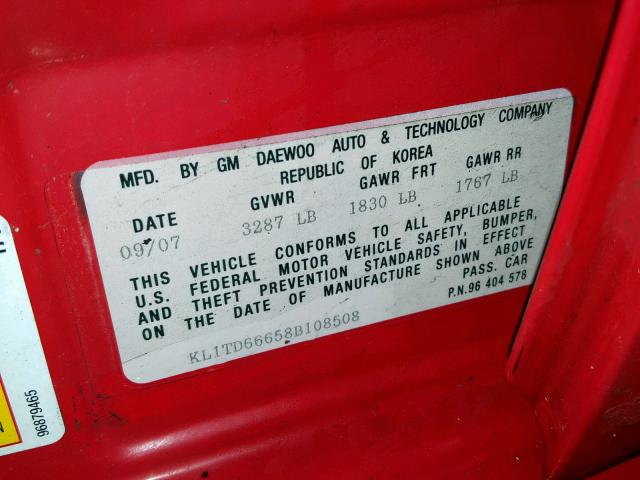 MFD. BY GM DAEWOO AUTO & TECHNOLOGY COMPANY
REPUBLIC OF KOREA
DATE GVWR GAWR FRT GAWR RR
09/07 3287 LB 1830 LB 1767 LB
THIS VEHICLE CONFORMS TO ALL APPLICABLE
U.S. FEDERAL MOTOR VEHICLE SAFETY, BUMPER,
AND THEFT PREVENTION STANDARDS IN EFFECT
ON THE DATE OF MANUFACTURE SHOWN ABOVE
PASS. CAR
P.N.96 404 578
KL1TD66658B108508
96879465